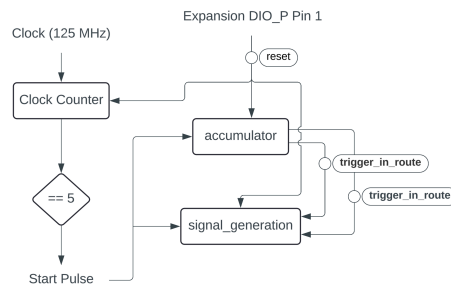 Expansion DIO_P Pin 1
Clock (125 MHz)
reset
Clock Counter
accumulator
trigger_in_route
== 5
trigger_in_route
signal_generation
Start Pulse